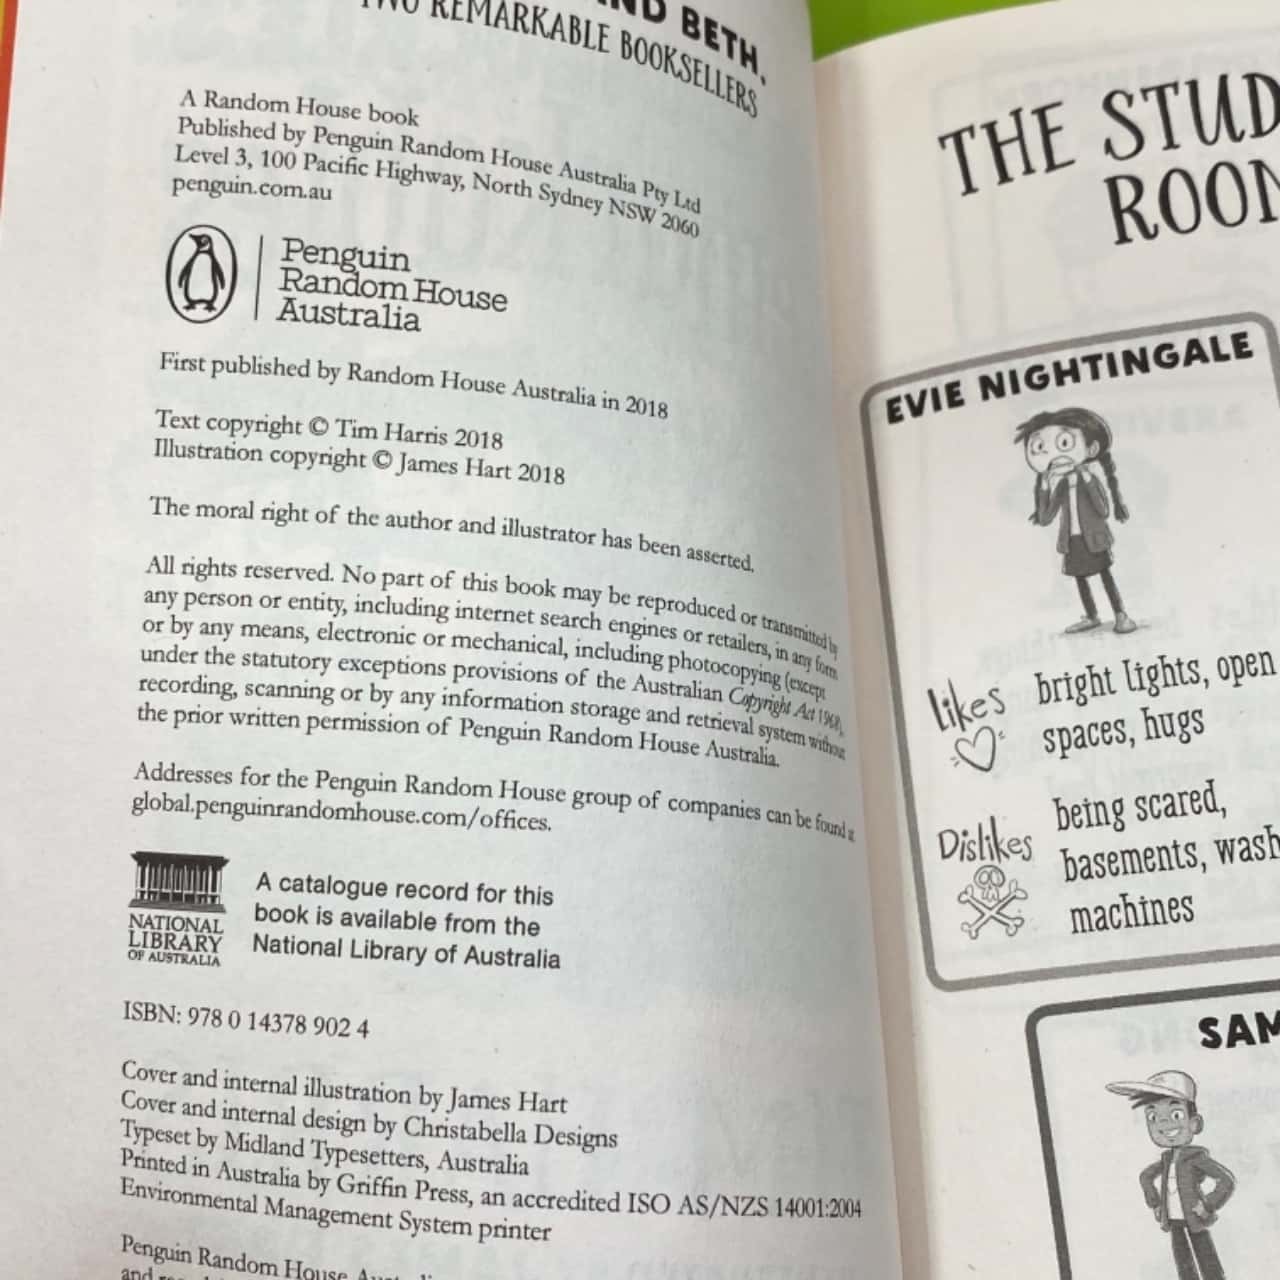 AND BETH,
TWO REMARKABLE BOOKSELLERS
A Random House book
Published by Penguin Random House Australia Pty Ltd
Level 3, 100 Pacific Highway, North Sydney NSW 2060
penguin.com.au
Penguin
Random House
Australia
First published by Random House Australia in 2018
Text copyright © Tim Harris 2018
Illustration copyright © James Hart 2018
The moral right of the author and illustrator has been asserted.
All rights reserved. No part of this book may be reproduced or transmitted by
any person or entity, including internet search engines or retailers, in any form
or by any means, electronic or mechanical, including photocopying (except
under the statutory exceptions provisions of the Australian Copyright Act 1968),
recording, scanning or by any information storage and retrieval system without
the prior written permission of Penguin Random House Australia.
Addresses for the Penguin Random House group of companies can be found at
global.penguinrandomhouse.com/offices.
NATIONAL
LIBRARY
OF AUSTRALIA
A catalogue record for this
book is available from the
National Library of Australia
ISBN: 978 0 14378 902 4
Cover and internal illustration by James Hart
Cover and internal design by Christabella Designs
Typeset by Midland Typesetters, Australia
Printed in Australia by Griffin Press, an accredited ISO AS/NZS 14001:2004
Environmental Management System printer
Penguin Random House
and
THE STUD
ROOM
EVIE NIGHTINGALE
Likes
bright lights, open
spaces, hugs
Dislikes
being scared,
basements, wash
machines
SAM